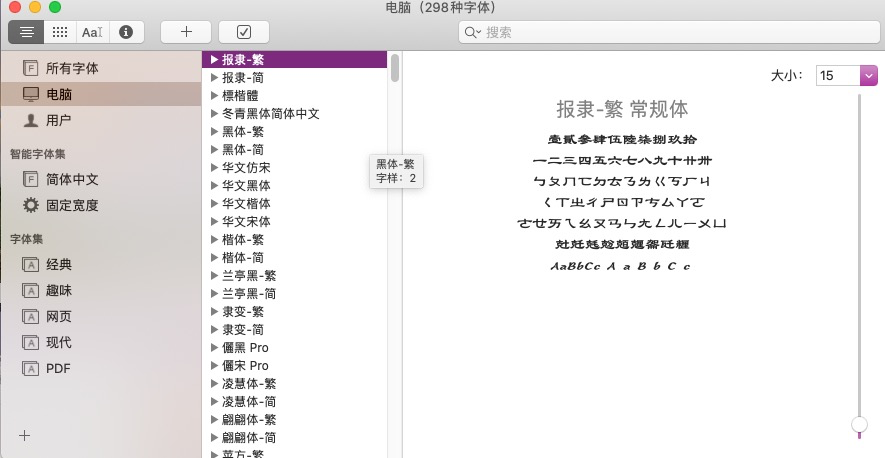 电脑（298种字体）
Aa
搜索
所有字体
电脑
用户
智能字体集
简体中文
固定宽度
字体集
经典
趣味
网页
现代
PDF
报隶-繁
报隶-简
標楷體
冬青黑体简体中文
黑体-繁
黑体-简
华文仿宋
华文黑体
华文楷体
华文宋体
楷体-繁
楷体-简
兰亭黑-繁
兰亭黑-简
隶变-繁
隶变-简
儷黑 Pro
儷宋 Pro
凌慧体-繁
凌慧体-简
翩翩体-繁
翩翩体-简
苹方-繁
黑体-繁
字样：2
大小：
15
报隶-繁 常规体
壹貳参肆伍陸柒捌玖拾
一二三四五六七八九十廿卅
AaBbCc A a B b C c